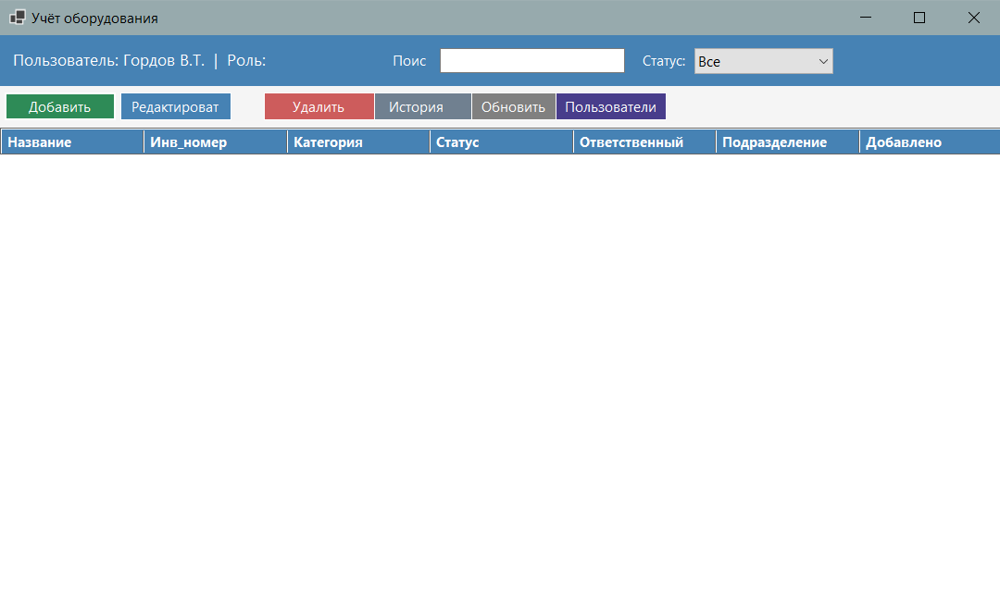 Учёт оборудования
Пользователь: Гордов В.Т. | Роль: Поис Статус: Все
Добавить Редактироват Удалить История Обновить Пользователи
Название Инв_номер Категория Статус Ответственный Подразделение Добавлено